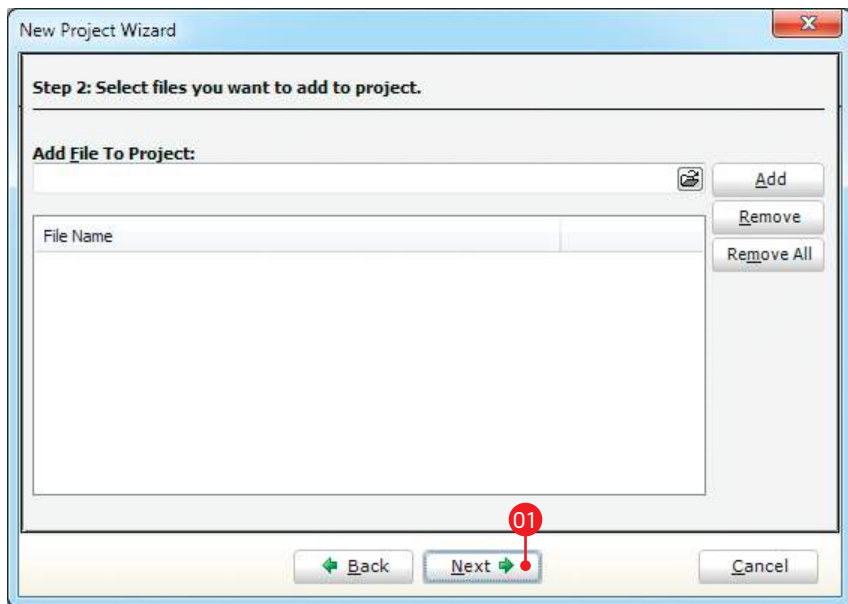 New Project Wizard
Step 2: Select files you want to add to project.
Add File To Project:
Add
Remove
File Name
Remove All
01
Back
Next
Cancel